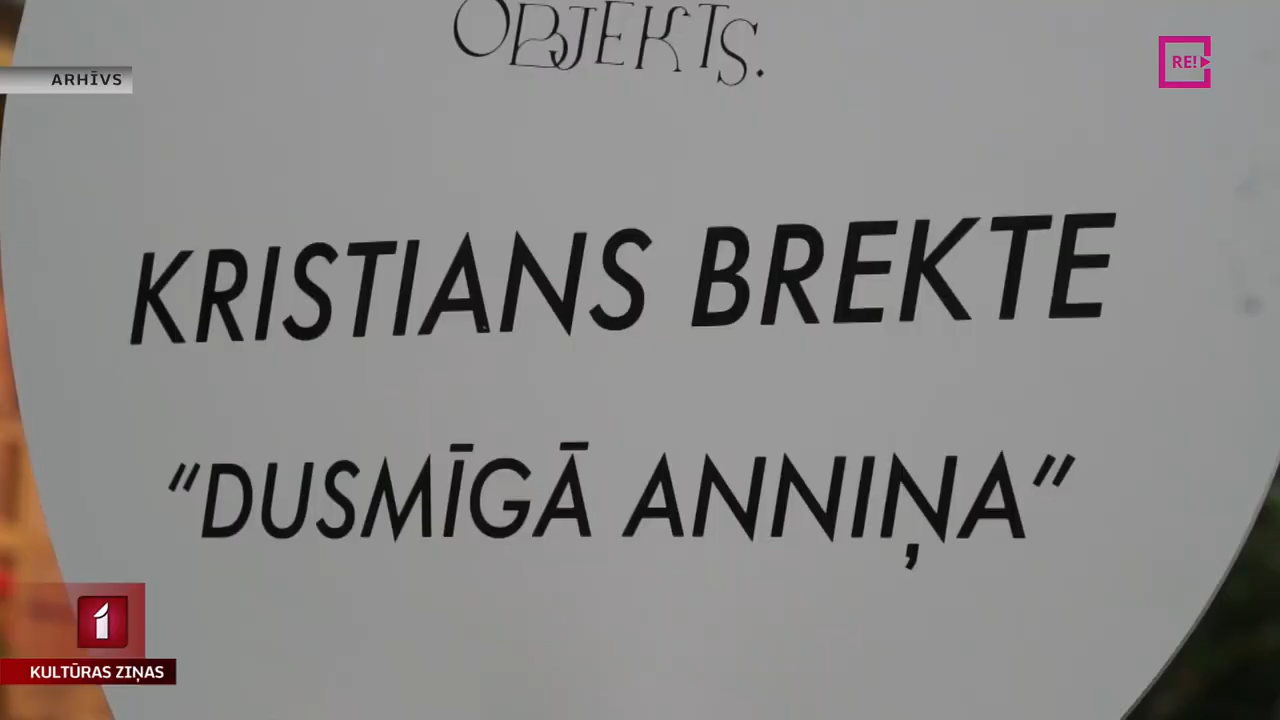 OBJEKTS.
ARHĪVS
RE!
KRISTIANS BREKTE
“DUSMĪGĀ ANNIŅA”
1
KULTŪRAS ZIŅAS